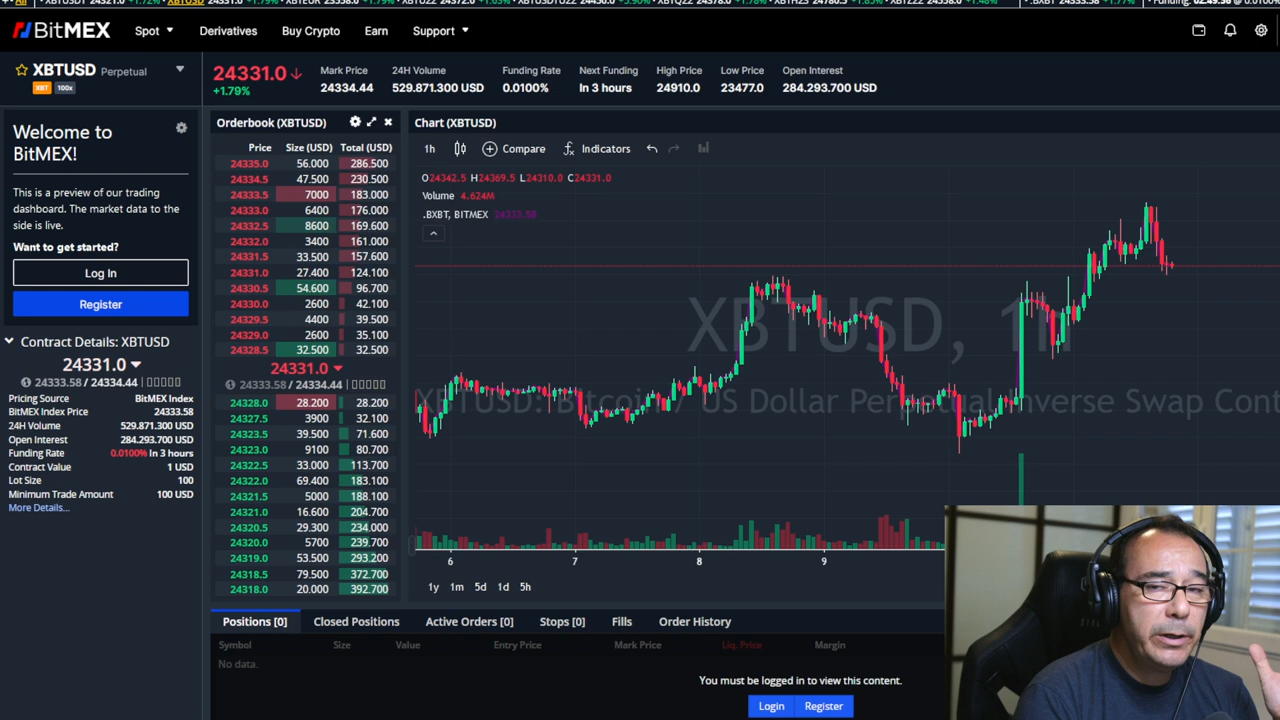 BitMEX
Spot Derivatives Buy Crypto Earn Support
XBTUSD Perpetual
XBT 100x
24331.0
+1.79%
Mark Price 24H Volume Funding Rate Next Funding High Price Low Price Open Interest
24334.44 529.871.300 USD 0.0100% In 3 hours 24910.0 23477.0 284.293.700 USD
Welcome to
BitMEX!
This is a preview of our trading
dashboard. The market data to the
side is live.
Want to get started?
Log In
Register
Contract Details: XBTUSD
24331.0
24333.58 / 24334.44
Pricing Source BitMEX Index
BitMEX Index Price 24333.58
24H Volume 529.871.300 USD
Open Interest 284.293.700 USD
Funding Rate 0.0100% In 3 hours
Contract Value 1 USD
Lot Size 100
Minimum Trade Amount 100 USD
More Details...
Orderbook (XBTUSD)
Price Size (USD) Total (USD)
24335.0 56.000 286.500
24334.5 47.500 230.500
24333.5 7000 183.000
24333.0 6400 176.000
24332.5 8600 169.600
24332.0 3400 161.000
24331.5 33.500 157.600
24331.0 27.400 124.100
24330.5 54.600 96.700
24330.0 2600 42.100
24329.5 4400 39.500
24329.0 2600 35.100
24328.5 32.500 32.500
24331.0
24333.58 / 24334.44
24328.0 28.200 28.200
24327.5 3900 32.100
24323.5 39.500 71.600
24323.0 9100 80.700
24322.5 33.000 113.700
24322.0 69.400 183.100
24321.5 5000 188.100
24321.0 16.600 204.700
24320.5 29.300 234.000
24320.0 5700 239.700
24319.0 53.500 293.200
24318.5 79.500 372.700
24318.0 20.000 392.700
Chart (XBTUSD)
1h Compare Indicators
O24342.5 H24369.5 L24310.0 C24331.0
Volume 4.624M
.BXBT, BITMEX 24333.58
XBTUSD, 1h
XBTUSD: Bitcoin / US Dollar Perpetual Inverse Swap Cont
6 7 8 9
1y 1m 5d 1d 5h
Positions [0] Closed Positions Active Orders [0] Stops [0] Fills Order History
Symbol Size Value Entry Price Mark Price Liq. Price Margin
No data.
You must be logged in to view this content.
Login Register